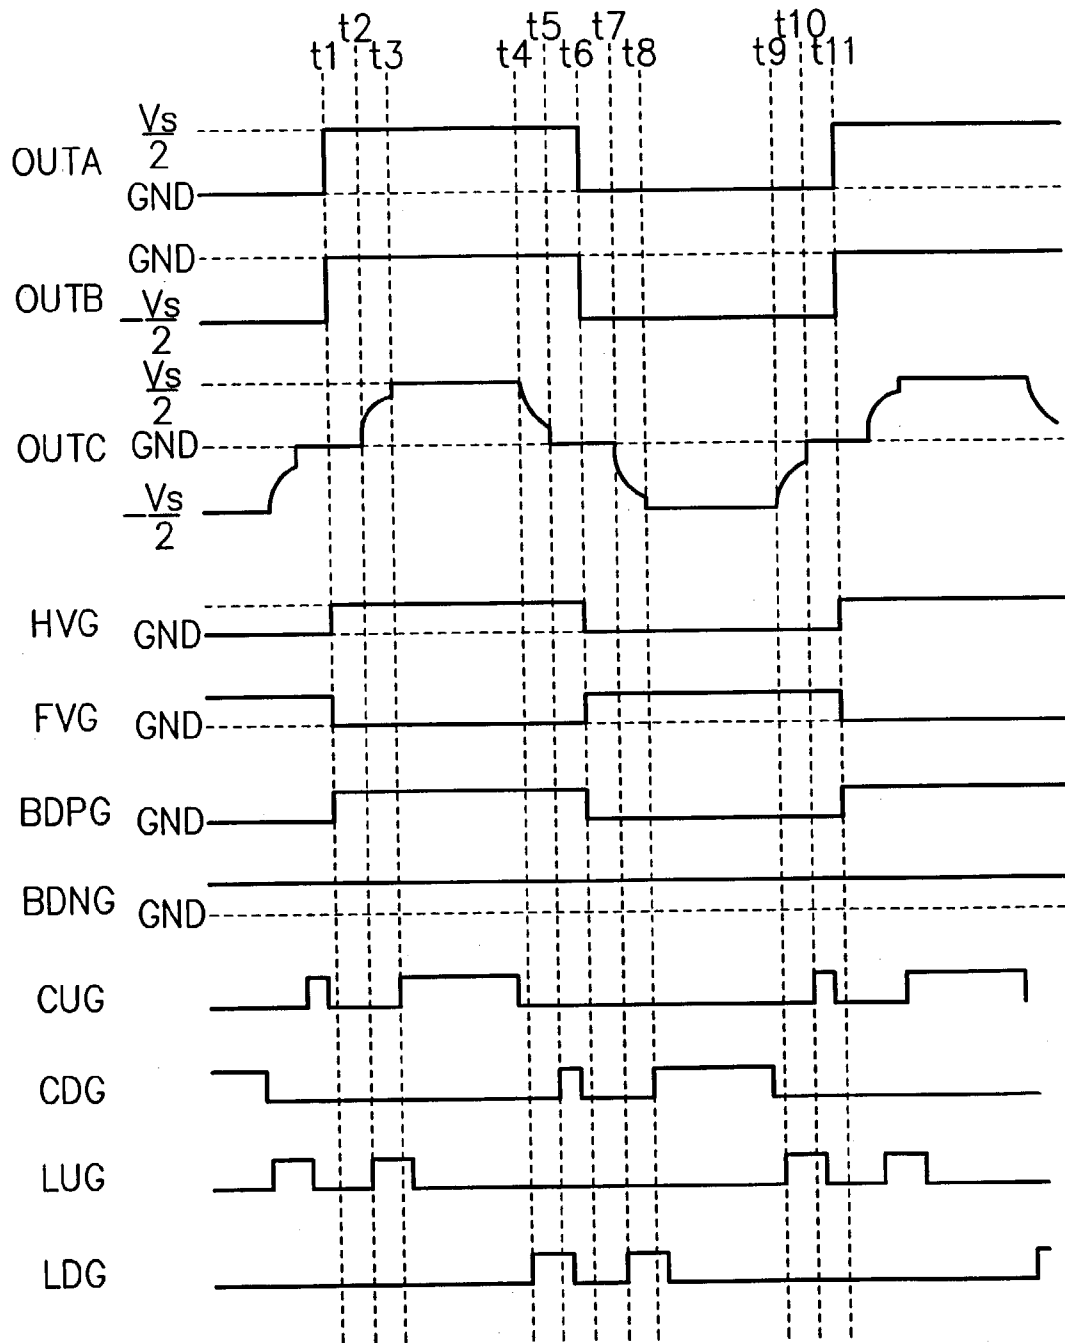 t1 t2 t3 t4 t5 t6 t7 t8 t9 t10 t11
OUTA
Vs/2
GND
OUTB
GND
-Vs/2
OUTC
Vs/2
GND
-Vs/2
HVG
GND
FVG
GND
BDPG
GND
BDNG
GND
CUG
CDG
LUG
LDG